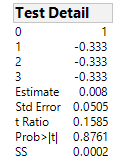 Test Detail
0 1
1 -0.333
2 -0.333
3 -0.333
Estimate 0.008
Std Error 0.0505
t Ratio 0.1585
Prob>|t| 0.8761
SS 0.0002